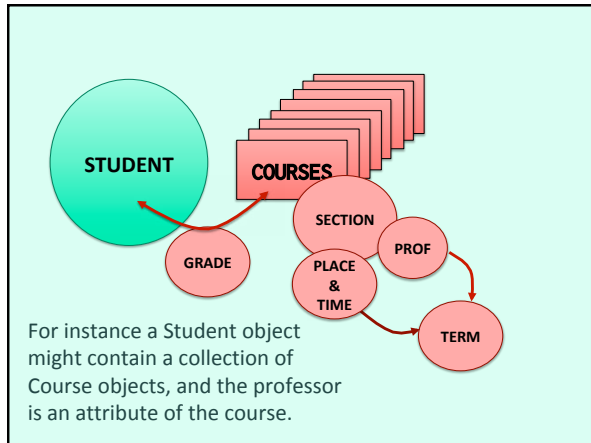 STUDENT
COURSES
SECTION
GRADE
PROF
PLACE
&
TIME
TERM
For instance a Student object
might contain a collection of
Course objects, and the professor
is an attribute of the course.